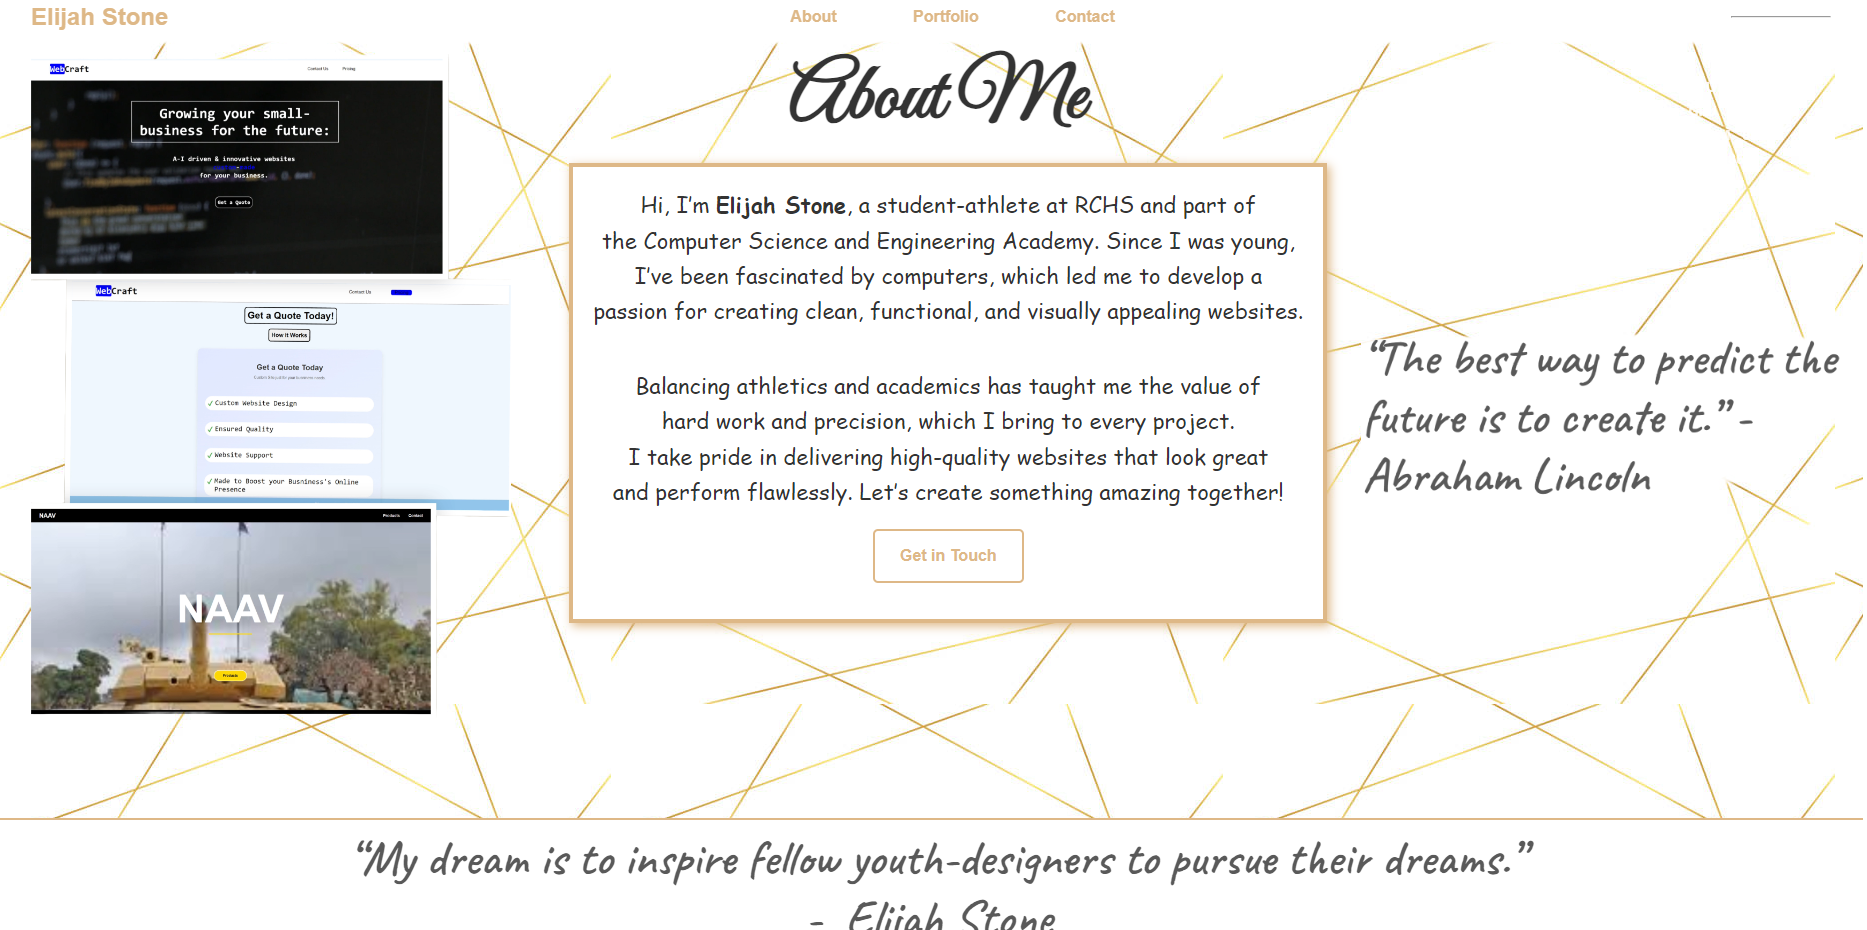 Elijah Stone
About
Portfolio
Contact
About Me
WebCraft
Contact Us
Pricing
Growing your small-
business for the future:
A-I driven & innovative websites
for your business.
Get a Quote
WebCraft
Contact Us
Get a Quote Today!
How It Works
Get a Quote Today
✓ Custom Website Design
✓ Ensured Quality
✓ Website Support
✓ Made to Boost your Busniness's Online
Presence
NAAV
Products
Contact
NAAV
Products
Hi, I’m Elijah Stone, a student-athlete at RCHS and part of
the Computer Science and Engineering Academy. Since I was young,
I’ve been fascinated by computers, which led me to develop a
passion for creating clean, functional, and visually appealing websites.
Balancing athletics and academics has taught me the value of
hard work and precision, which I bring to every project.
I take pride in delivering high-quality websites that look great
and perform flawlessly. Let’s create something amazing together!
Get in Touch
“The best way to predict the
future is to create it.” -
Abraham Lincoln
“My dream is to inspire fellow youth-designers to pursue their dreams.”
- Elijah Stone